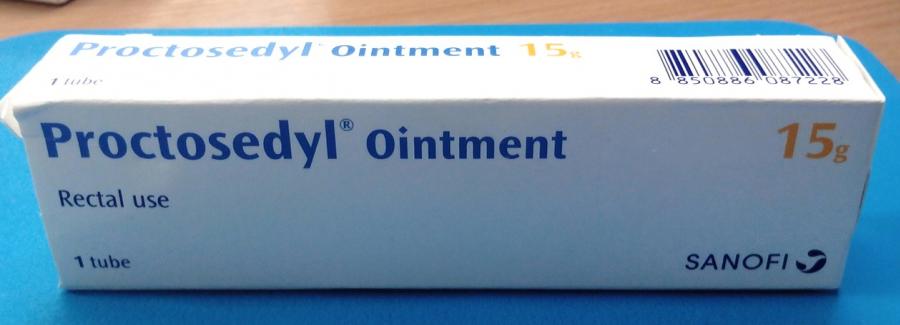 Proctosedyl® Ointment 15g
1 tube
8 850886 087228
Proctosedyl® Ointment 15g
Rectal use
1 tube
SANOFI